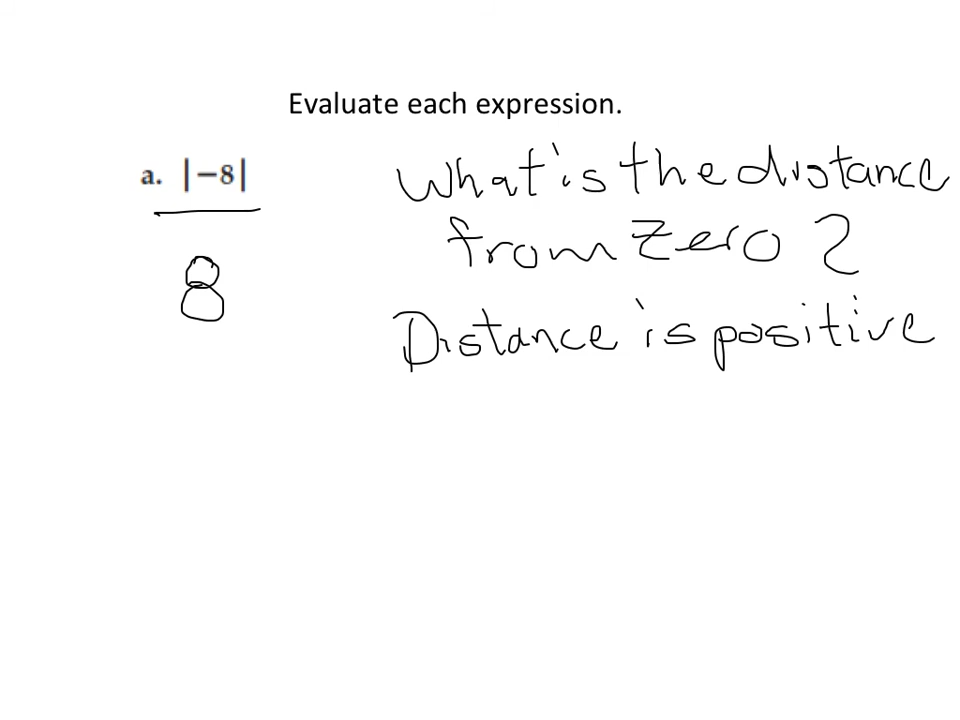 Evaluate each expression.
a. |−8|
8
What is the distance
from zero ?
Distance is positive